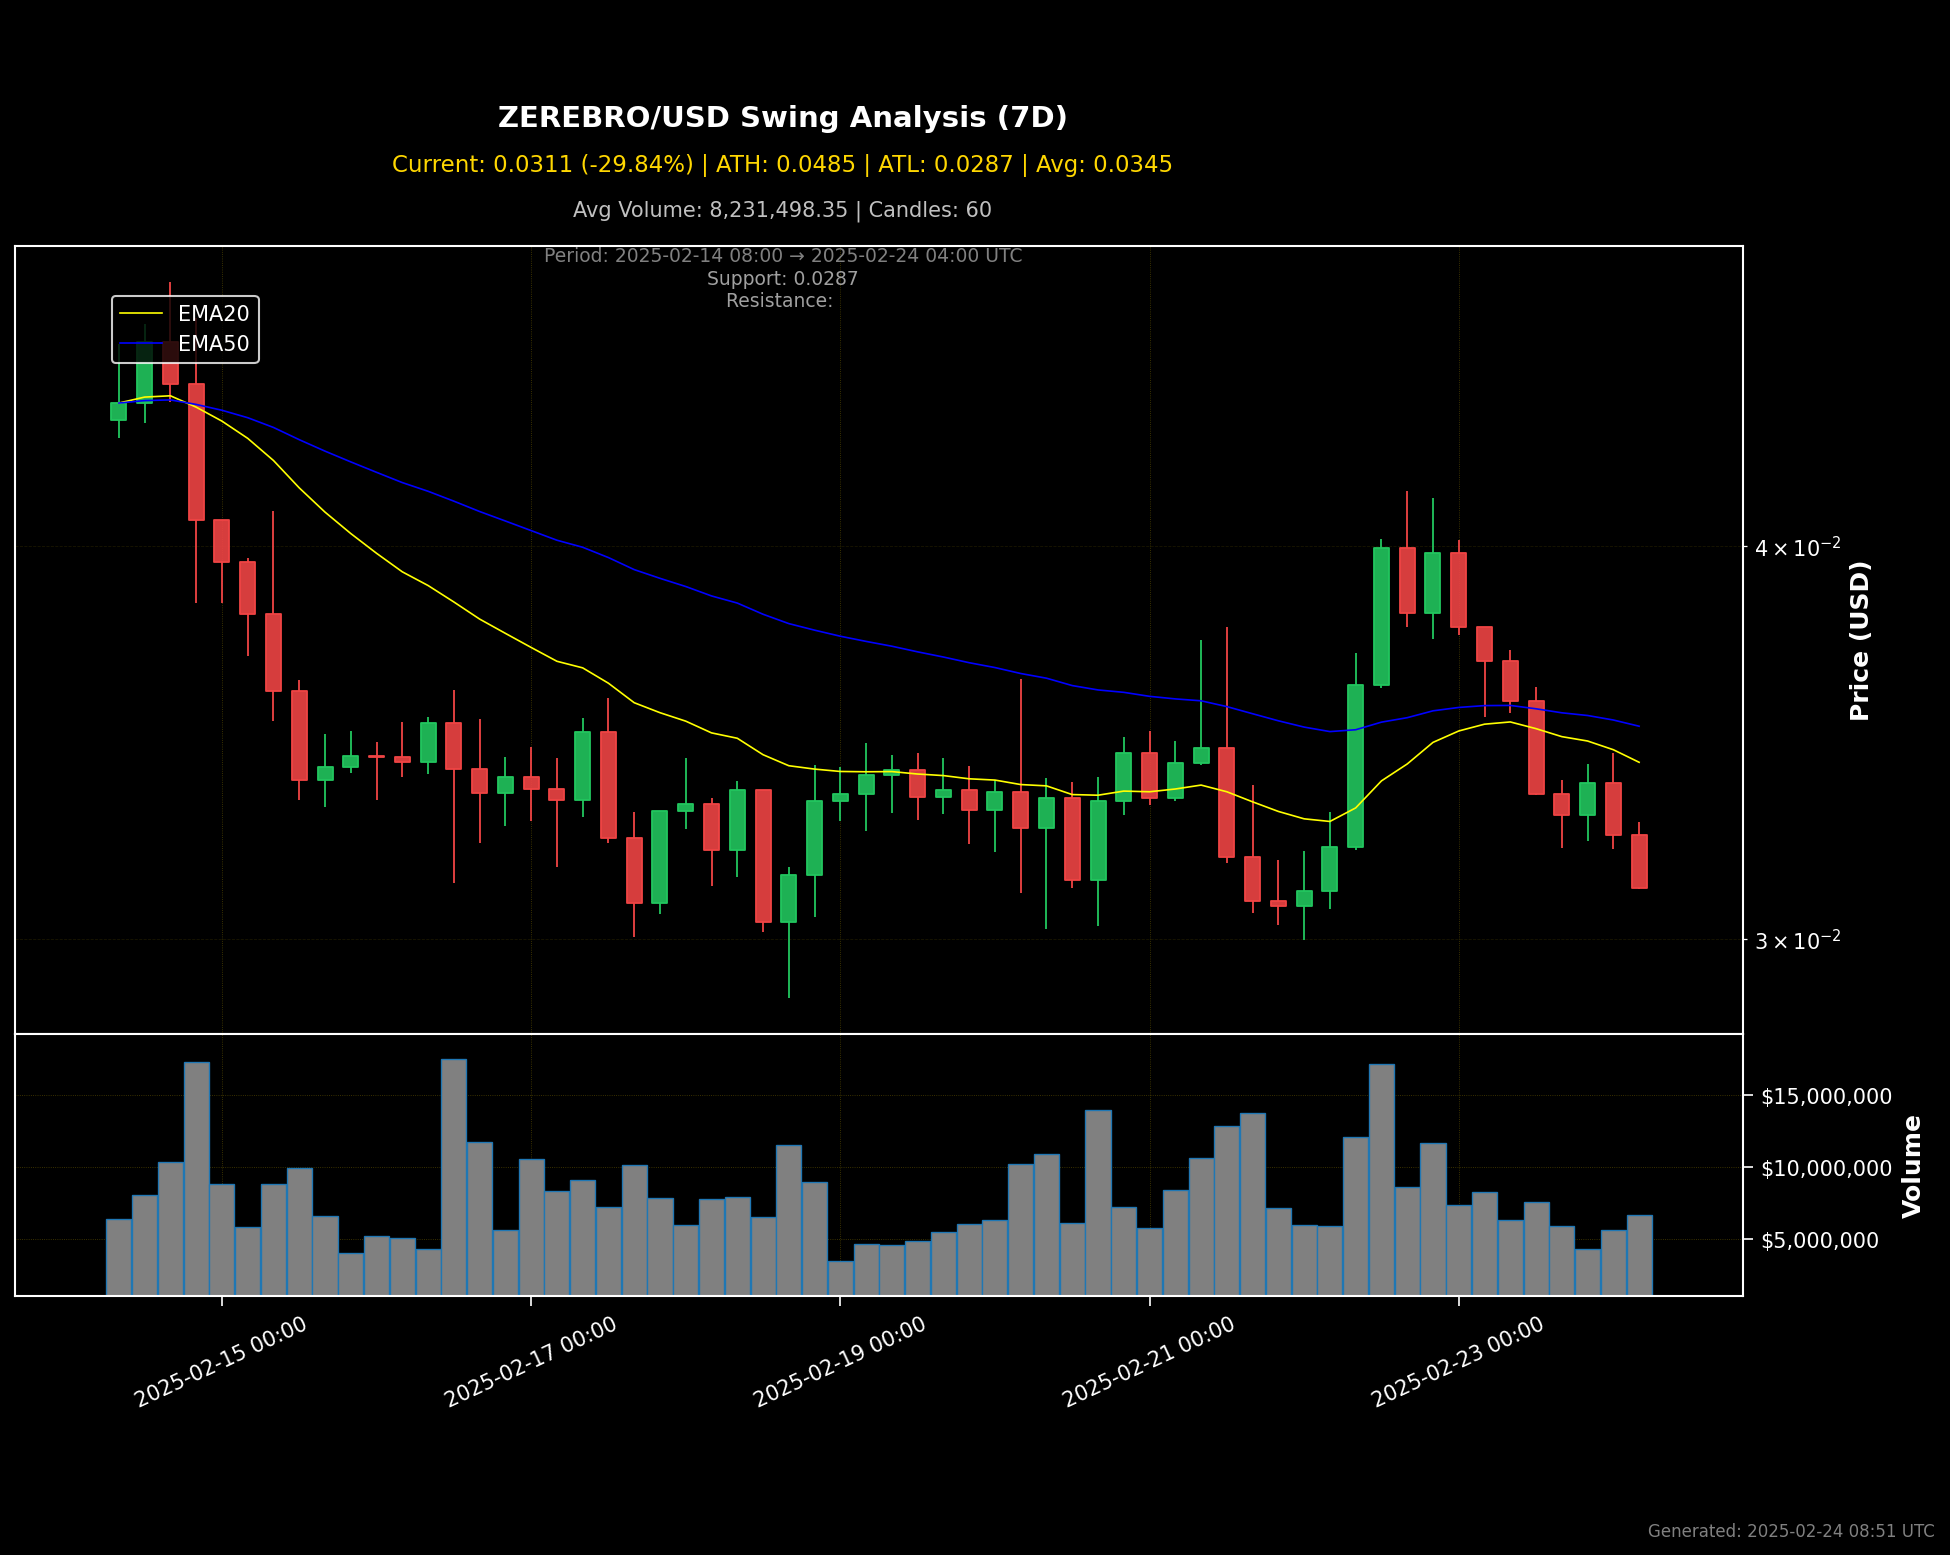 ZEREBRO/USD Swing Analysis (7D)
Current: 0.0311 (-29.84%) | ATH: 0.0485 | ATL: 0.0287 | Avg: 0.0345
Avg Volume: 8,231,498.35 | Candles: 60
Period: 2025-02-14 08:00 → 2025-02-24 04:00 UTC
Support: 0.0287
Resistance:
EMA20
EMA50
4 × 10⁻²
3 × 10⁻²
Price (USD)
$15,000,000
$10,000,000
$5,000,000
Volume
2025-02-15 00:00
2025-02-17 00:00
2025-02-19 00:00
2025-02-21 00:00
2025-02-23 00:00
Generated: 2025-02-24 08:51 UTC